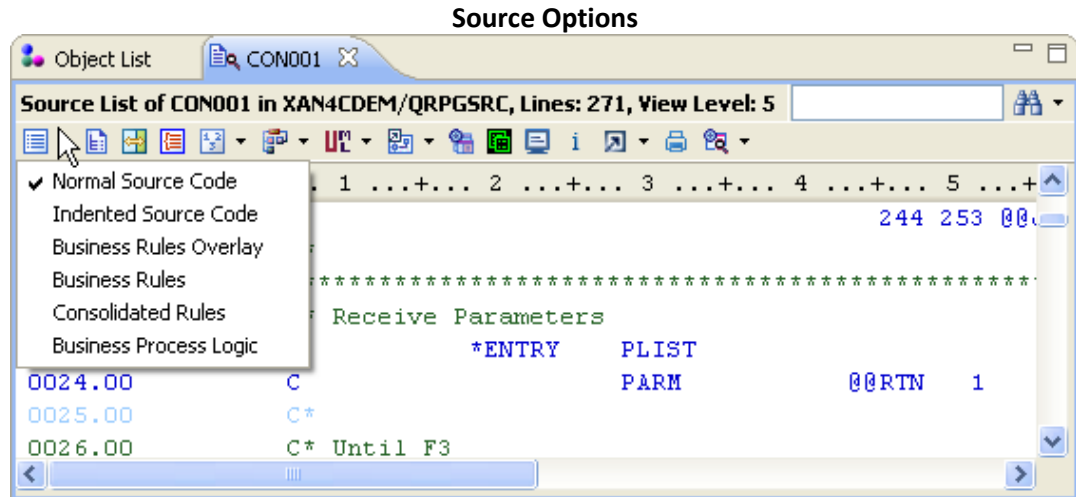 Source Options
Object List CON001
Source List of CON001 in XAN4CDEM/QRPGSRC, Lines: 271, View Level: 5
Normal Source Code . 1 ...+... 2 ...+... 3 ...+... 4 ...+... 5 ...+
Indented Source Code 244 253
Business Rules Overlay
Business Rules *************************************************
Consolidated Rules * Receive Parameters
Business Process Logic *ENTRY PLIST
0024.00 C PARM @@RTN 1
0025.00 C*
0026.00 C* Until F3